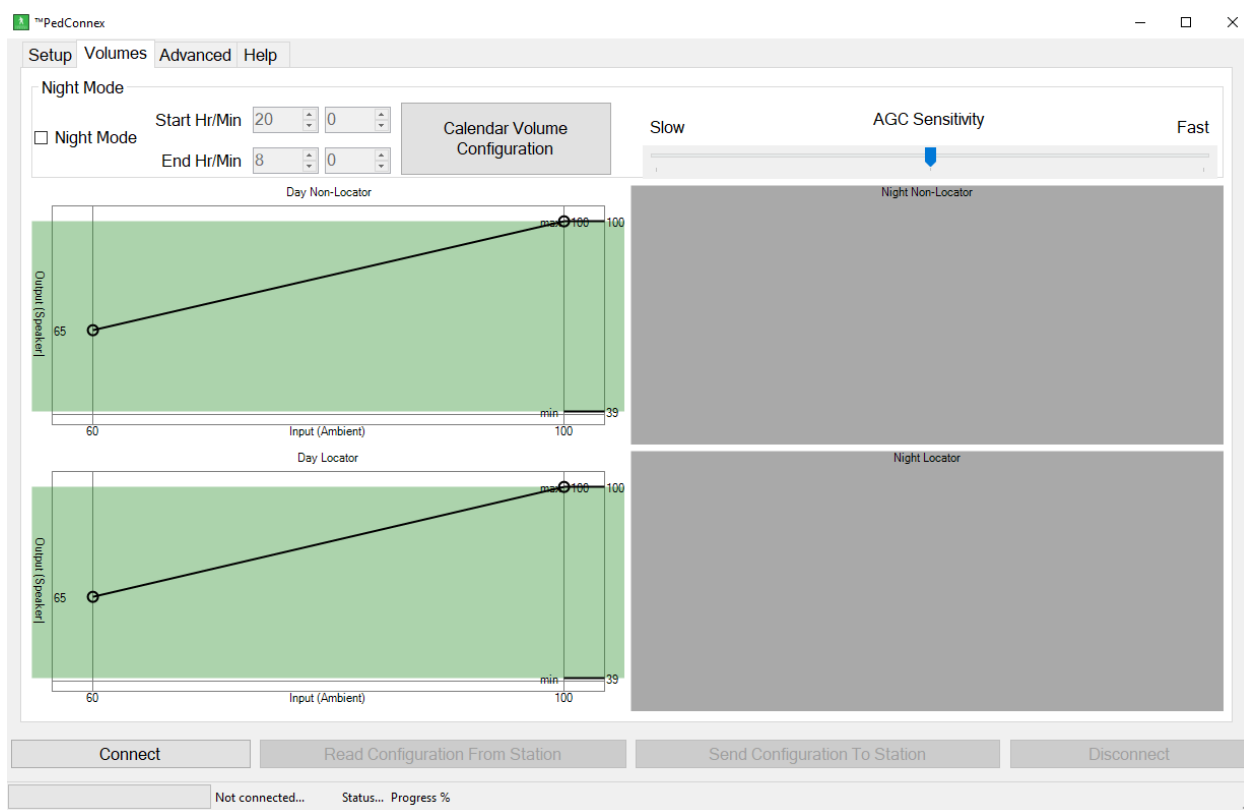 ™PedConnex
Setup Volumes Advanced Help
Night Mode
Night Mode
Start Hr/Min 20 0
End Hr/Min 8 0
Calendar Volume
Configuration
Slow AGC Sensitivity Fast
Day Non-Locator
max 100 100
Output (Speaker)
65
min 39
60 Input (Ambient) 100
Night Non-Locator
Day Locator
max 100 100
Output (Speaker)
65
min 39
60 Input (Ambient) 100
Night Locator
Connect Read Configuration From Station Send Configuration To Station Disconnect
Not connected... Status... Progress %